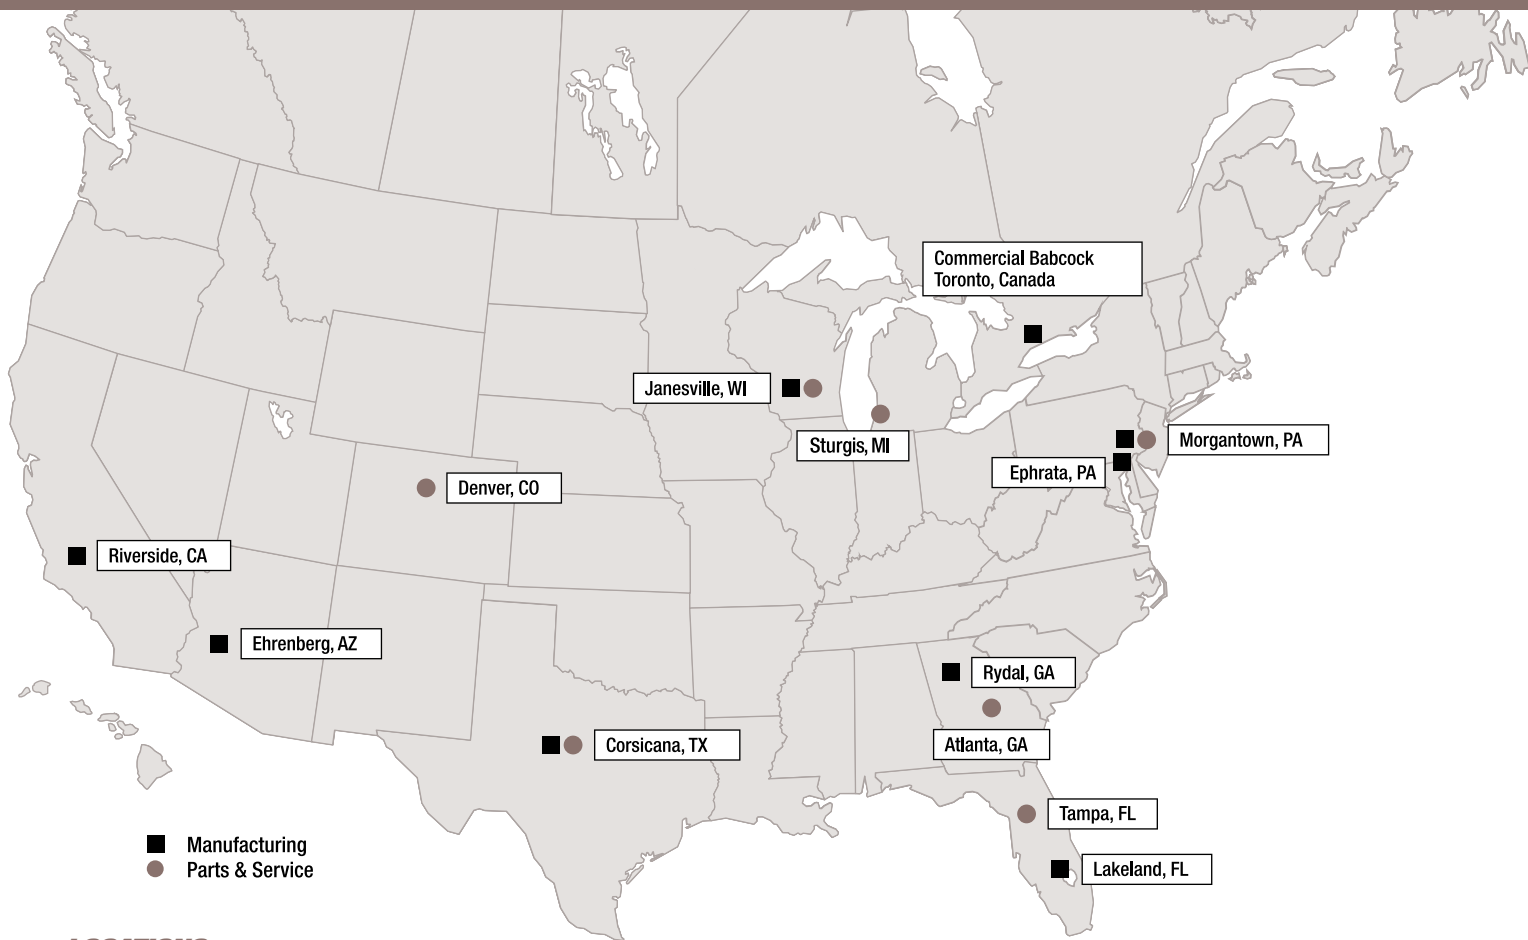 Commercial Babcock
Toronto, Canada
Janesville, WI
Sturgis, MI
Morgantown, PA
Ephrata, PA
Denver, CO
Riverside, CA
Ehrenberg, AZ
Rydal, GA
Corsicana, TX
Atlanta, GA
Tampa, FL
Manufacturing
Parts & Service
Lakeland, FL